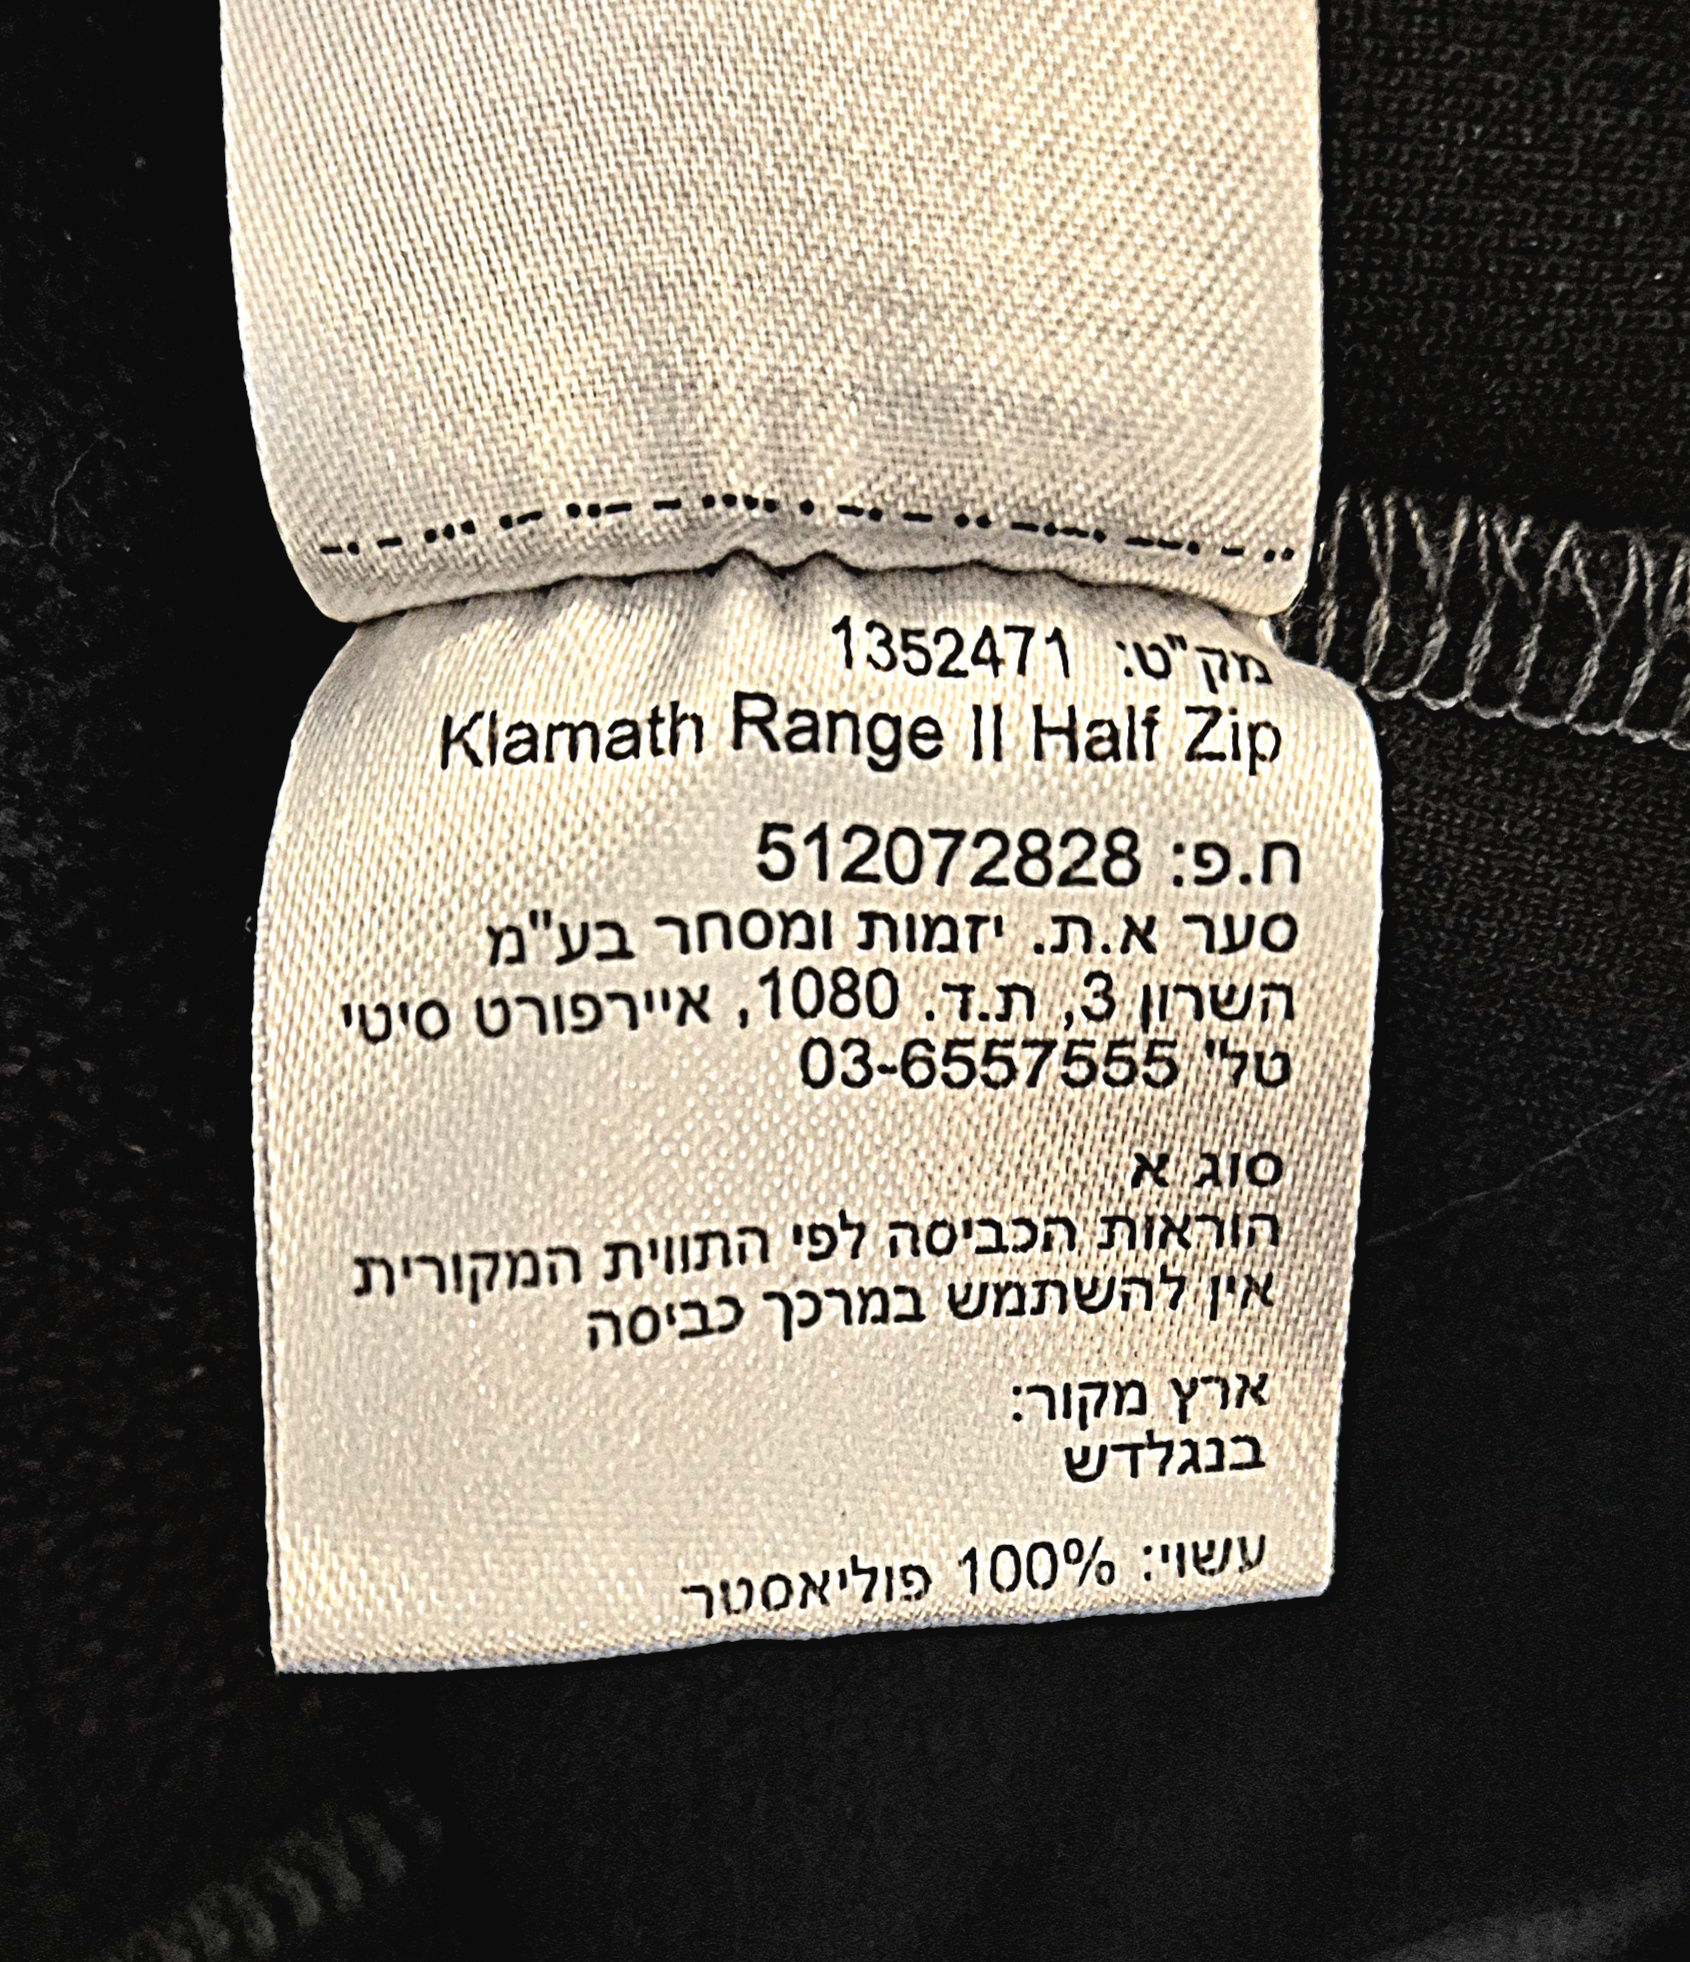 מק"ט: 1352471
Klamath Range II Half Zip
ח.פ: 512072828
סער א.ת. יזמות ומסחר בע"מ
השרון 3, ת.ד. 1080, איירפורט סיטי
טל' 03-6557555
סוג א
הוראות הכביסה לפי התווית המקורית
אין להשתמש במרכך כביסה
ארץ מקור:
בנגלדש
עשוי: 100% פוליאסטר